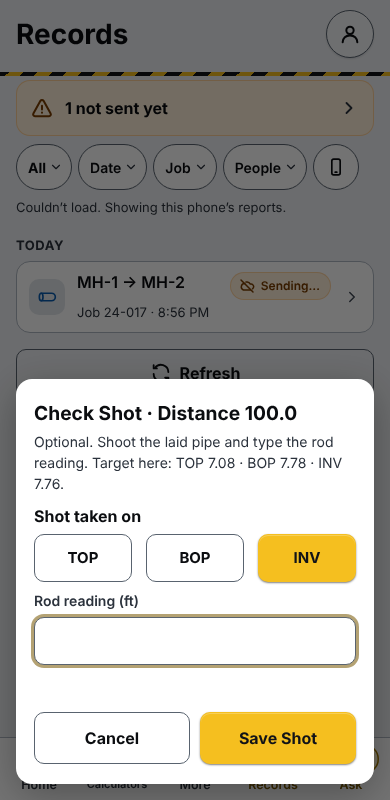 Records
1 not sent yet
All
Date
Job
People
Couldn't load. Showing this phone's reports.
TODAY
MH-1 → MH-2
Sending...
Job 24-017 · 8:56 PM
Refresh
Check Shot · Distance 100.0
Optional. Shoot the laid pipe and type the rod
reading. Target here: TOP 7.08 · BOP 7.78 · INV
7.76.
Shot taken on
TOP
BOP
INV
Rod reading (ft)
Cancel
Save Shot
Home
Calculators
More
Records
Ask